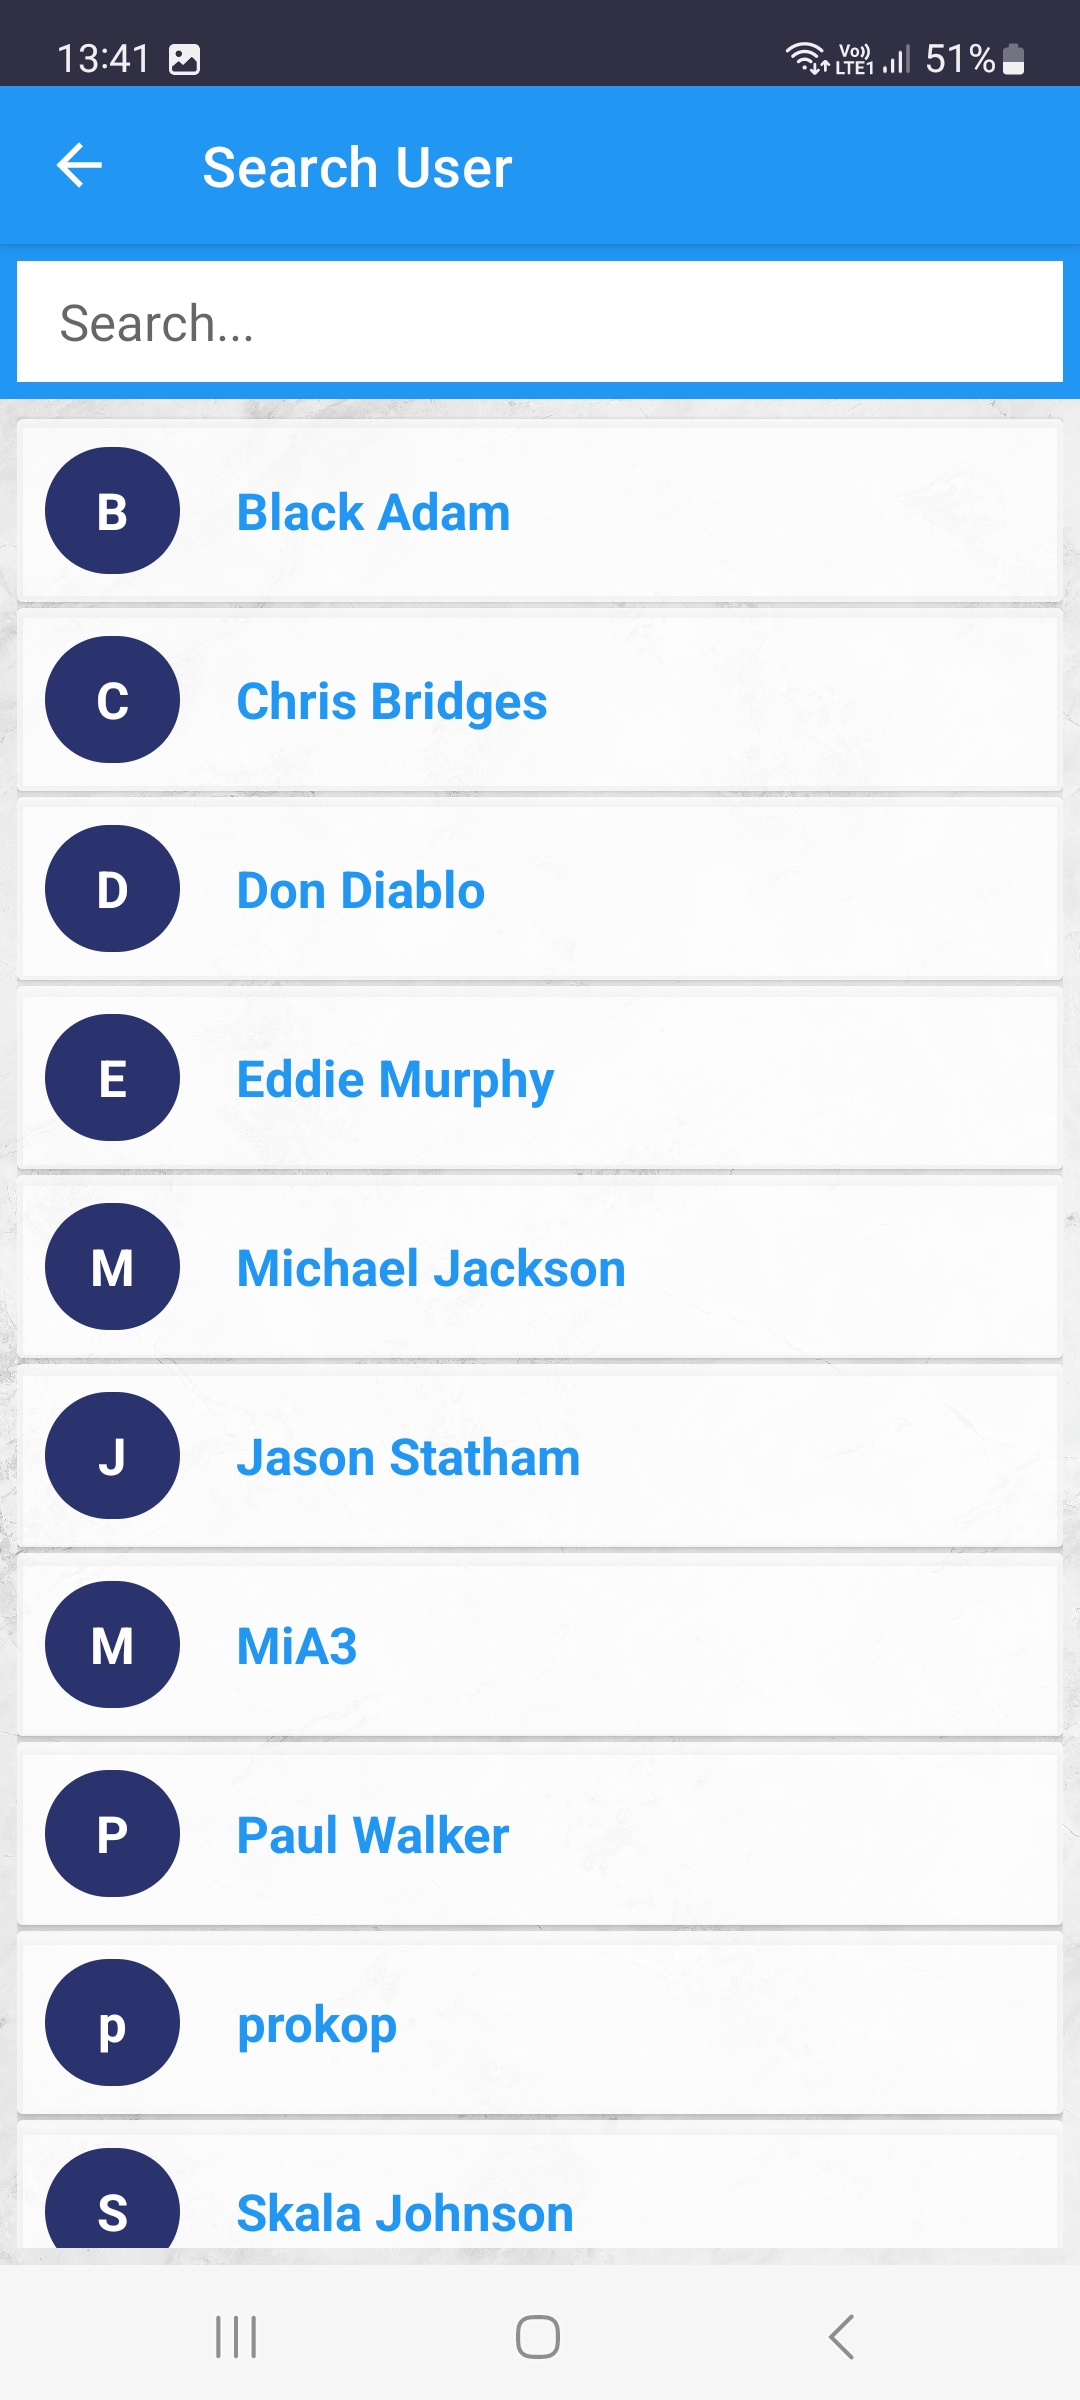 13:41
Vo)) LTE1 51%
Search User
Search...
B
Black Adam
C
Chris Bridges
D
Don Diablo
E
Eddie Murphy
M
Michael Jackson
J
Jason Statham
M
MiA3
P
Paul Walker
p
prokop
S
Skala Johnson